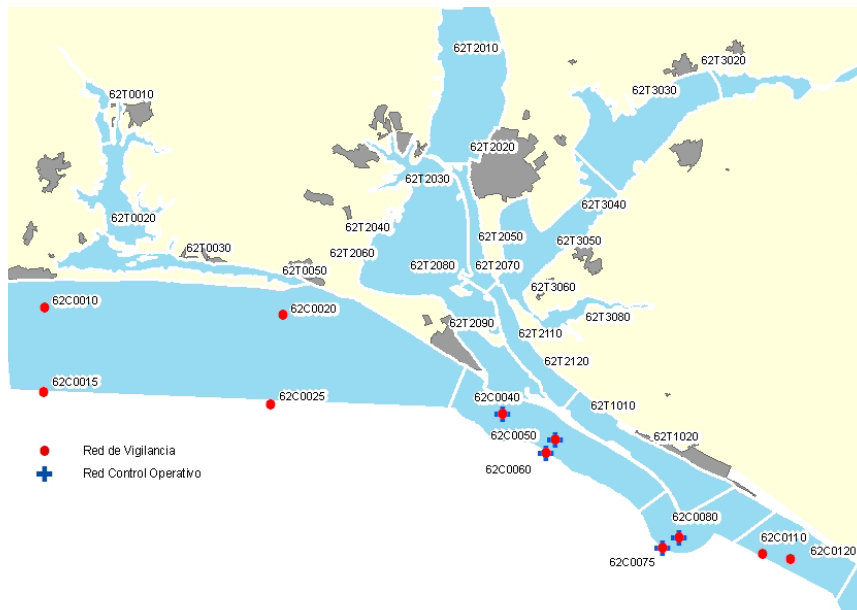 62T2010
62T3020
62T3030
62T0010
62T2020
62T2030
62T3040
62T0020
62T2040
62T2050
62T3050
62T0030
62T2060
62T0050
62T2080
62T2070
62T3060
62C0010
62C0020
62T3080
62T2090
62T2110
62T2120
62C0015
62C0025
62C0040
62T1010
62C0050
62T1020
Red de Vigilancia
62C0060
Red Control Operativo
62C0080
62C0110
62C0120
62C0075